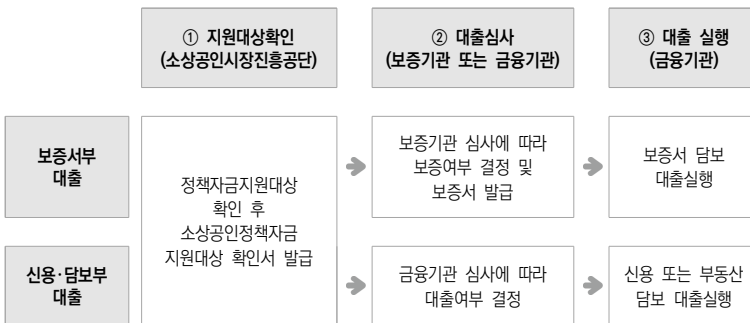 ① 지원대상확인
(소상공인시장진흥공단)
② 대출심사
(보증기관 또는 금융기관)
③ 대출 실행
(금융기관)
보증서부
대출
정책자금지원대상
확인 후
소상공인정책자금
지원대상 확인서 발급
보증기관 심사에 따라
보증여부 결정 및
보증서 발급
보증서 담보
대출실행
신용·담보부
대출
금융기관 심사에 따라
대출여부 결정
신용 또는 부동산
담보 대출실행